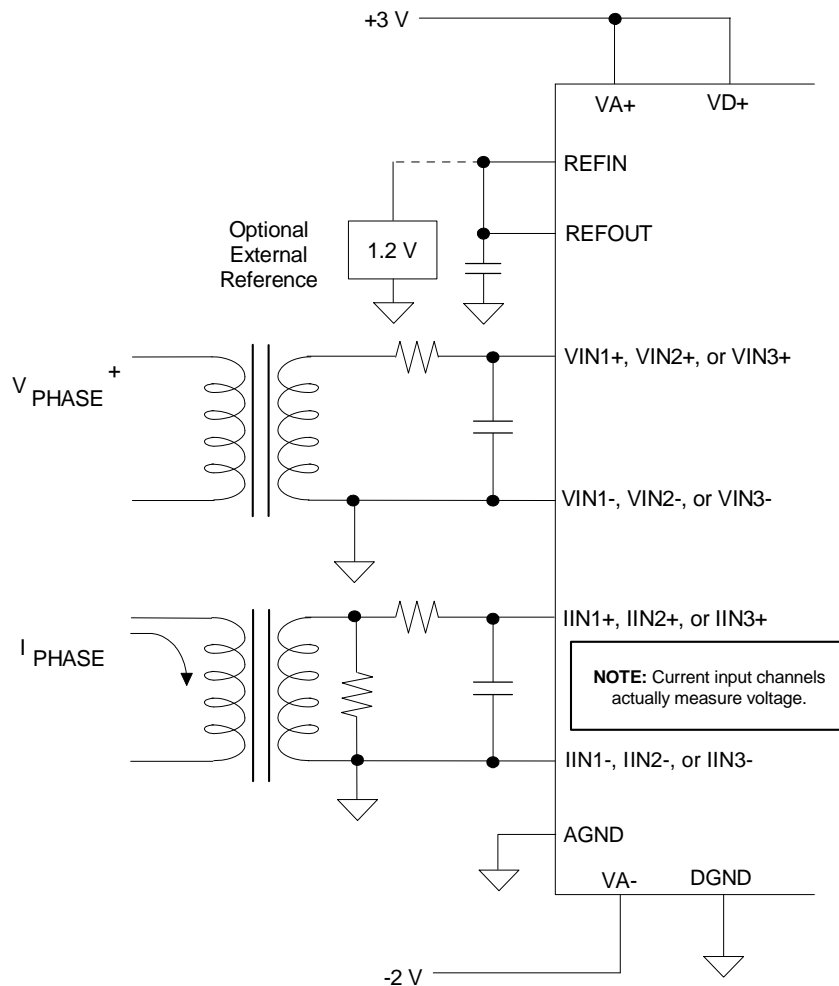 +3 V
VA+
VD+
REFIN
REFOUT
Optional
External
Reference
1.2 V
VIN1+, VIN2+, or VIN3+
+
V PHASE
VIN1-, VIN2-, or VIN3-
IIN1+, IIN2+, or IIN3+
I PHASE
NOTE: Current input channels
actually measure voltage.
IIN1-, IIN2-, or IIN3-
AGND
VA-
DGND
-2 V